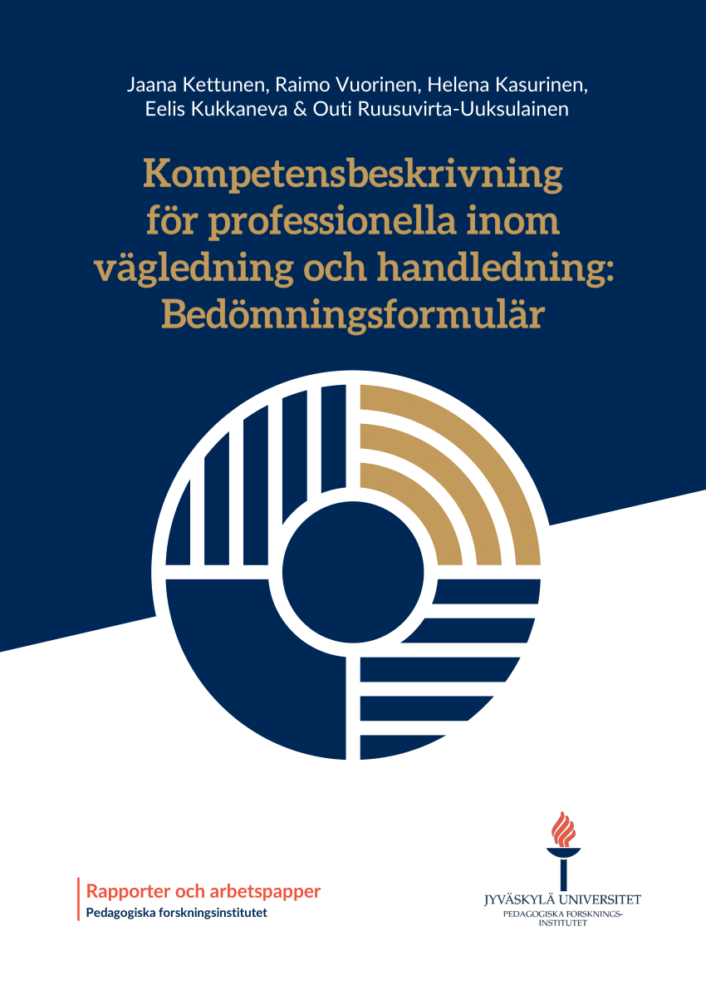 Jaana Kettunen, Raimo Vuorinen, Helena Kasurinen,
Eelis Kukkaneva & Outi Ruusuvirta-Uuksulainen
Kompetensbeskrivning
för professionella inom
vägledning och handledning:
Bedömningsformulär
Rapporter och arbetspapper
Pedagogiska forskningsinstitutet
JYVÄSKYLÄ UNIVERSITET
PEDAGOGISKA FORSKNINGS-
INSTITUTET